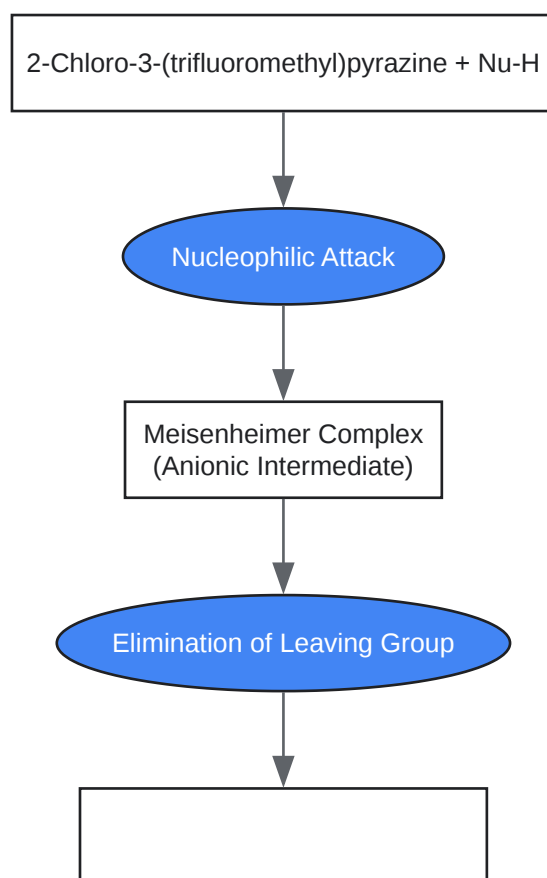 2-Chloro-3-(trifluoromethyl)pyrazine + Nu-H
Nucleophilic Attack
Meisenheimer Complex
(Anionic Intermediate)
Elimination of Leaving Group